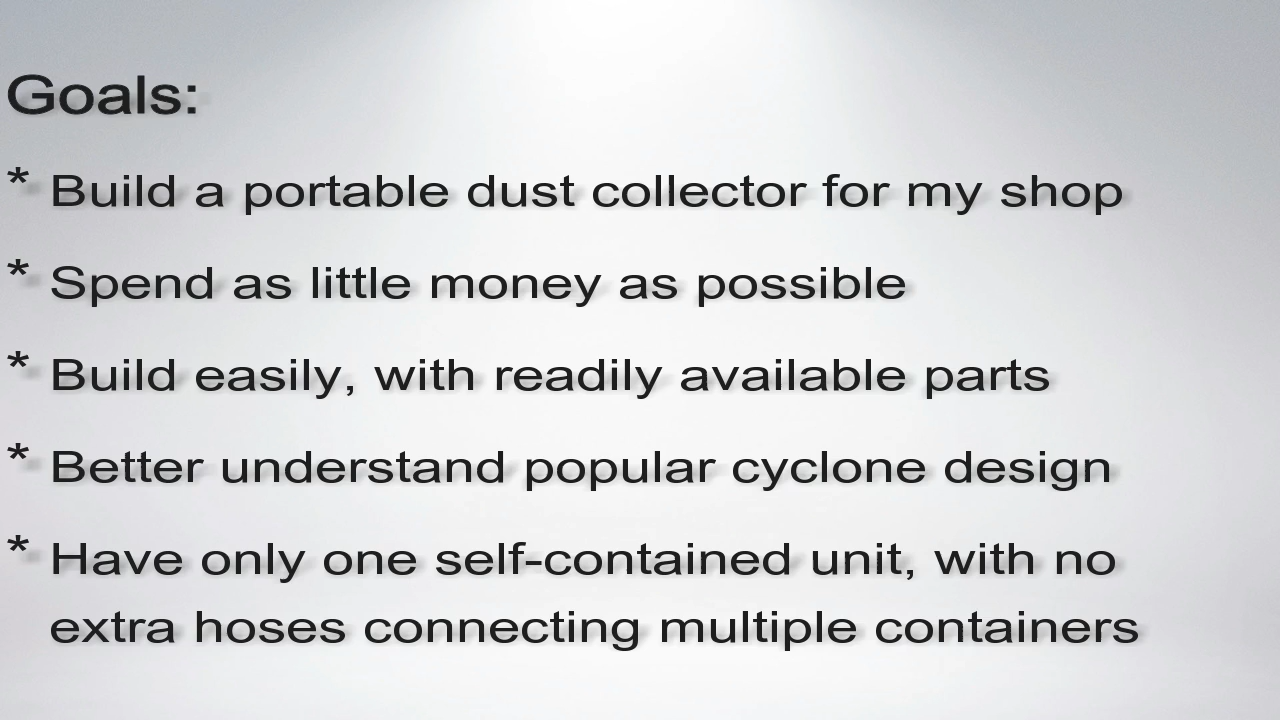 Goals:
* Build a portable dust collector for my shop
* Spend as little money as possible
* Build easily, with readily available parts
* Better understand popular cyclone design
* Have only one self-contained unit, with no
extra hoses connecting multiple containers